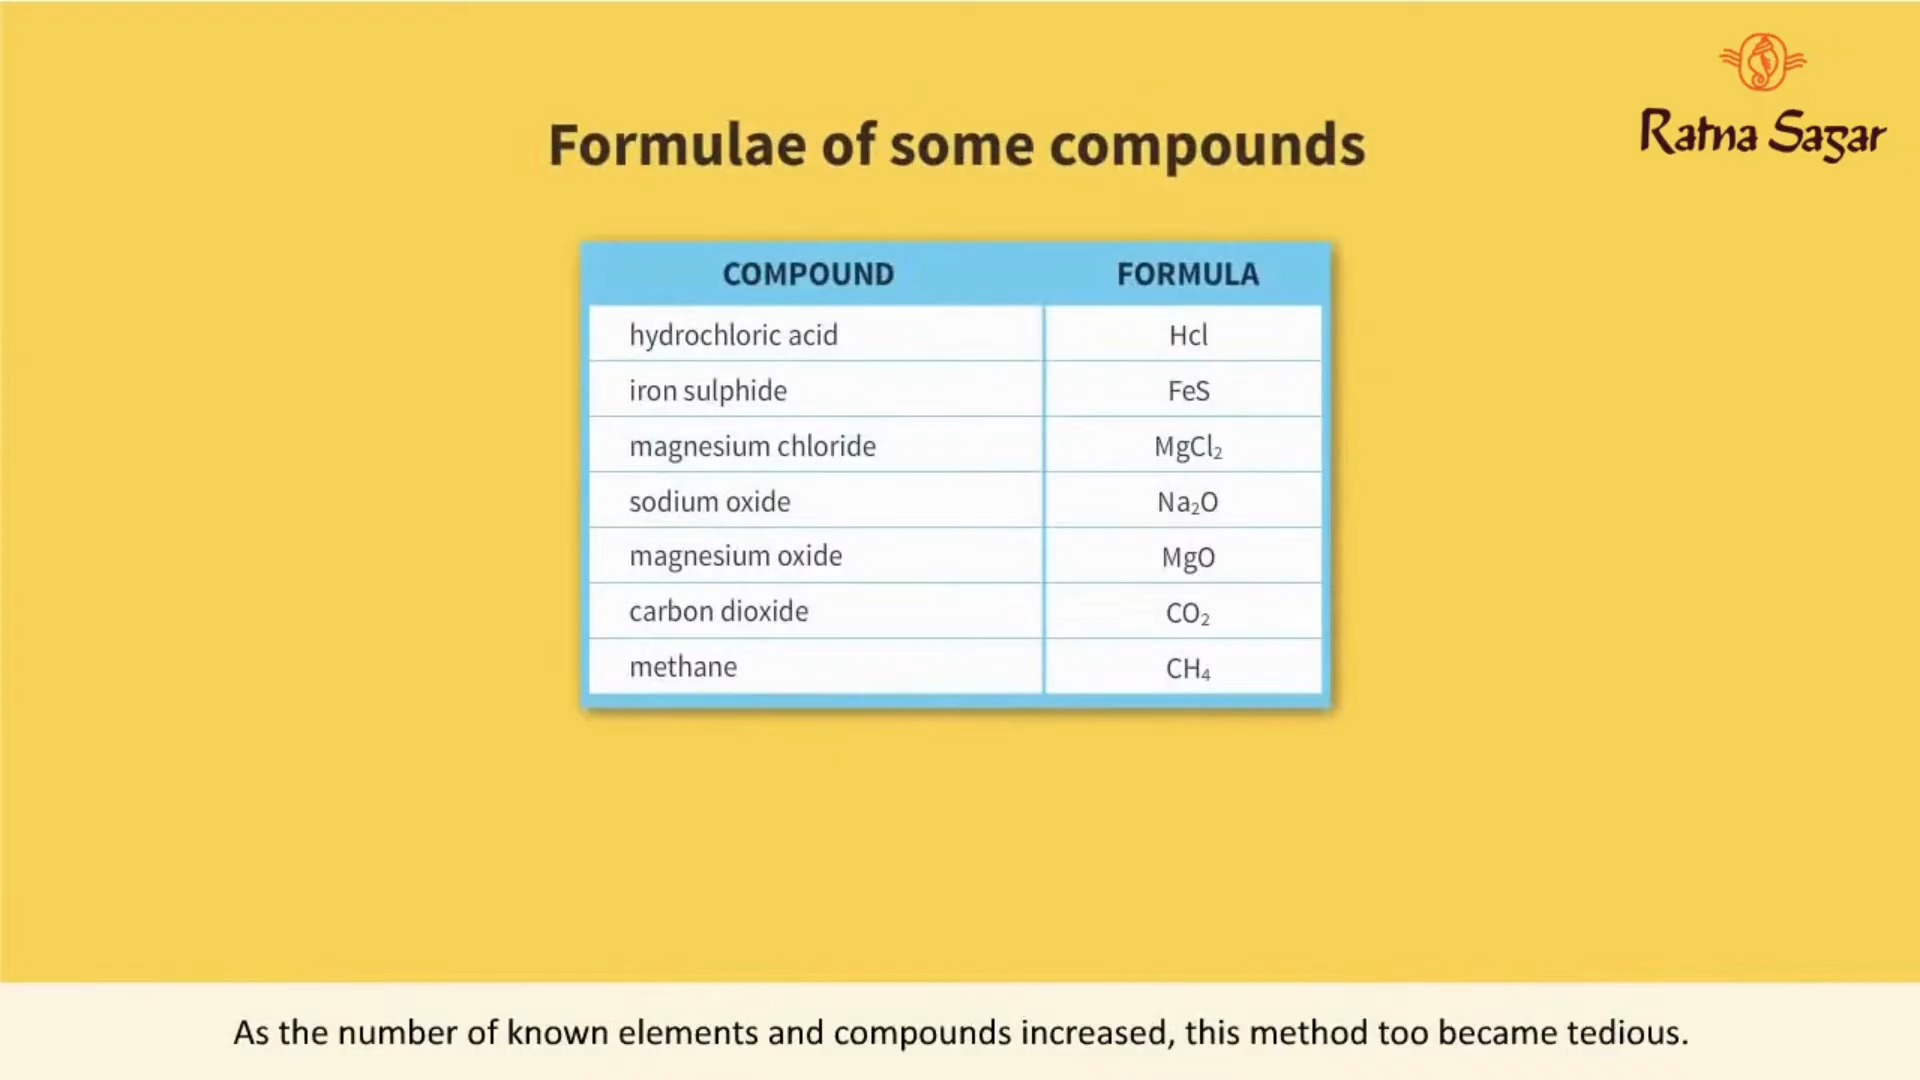 Ratna Sagar
Formulae of some compounds
COMPOUND FORMULA
hydrochloric acid Hcl
iron sulphide FeS
magnesium chloride MgCl₂
sodium oxide Na₂O
magnesium oxide MgO
carbon dioxide CO₂
methane CH₄
As the number of known elements and compounds increased, this method too became tedious.